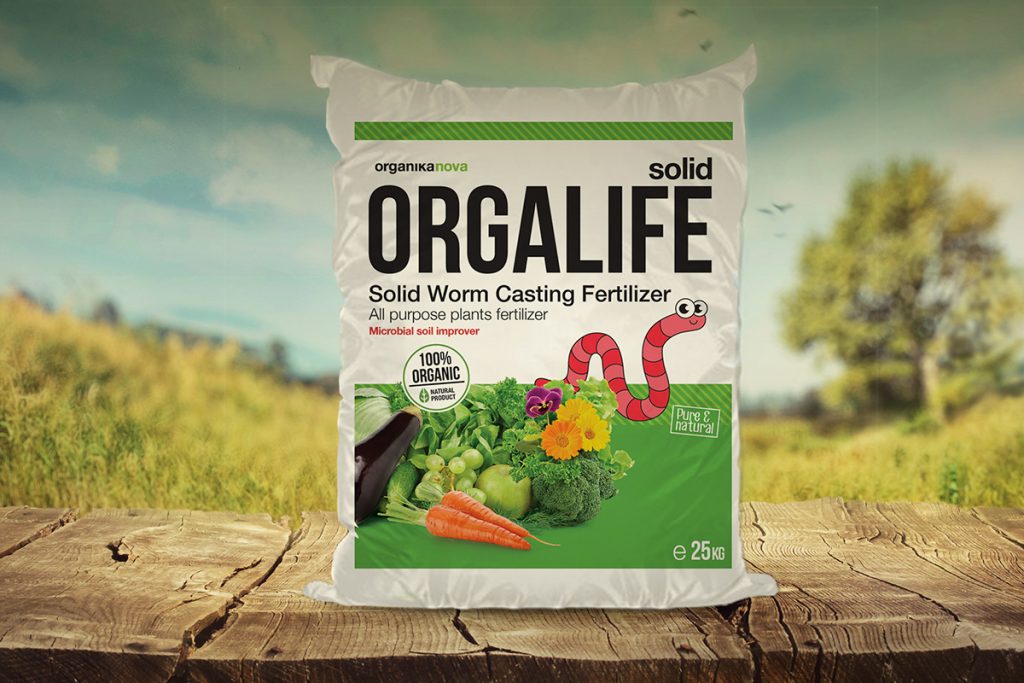 organikanova
solid
ORGALIFE
Solid Worm Casting Fertilizer
All purpose plants fertilizer
Microbial soil improver
100%
ORGANIC
NATURAL
PRODUCT
Pure &
natural
℮ 25KG